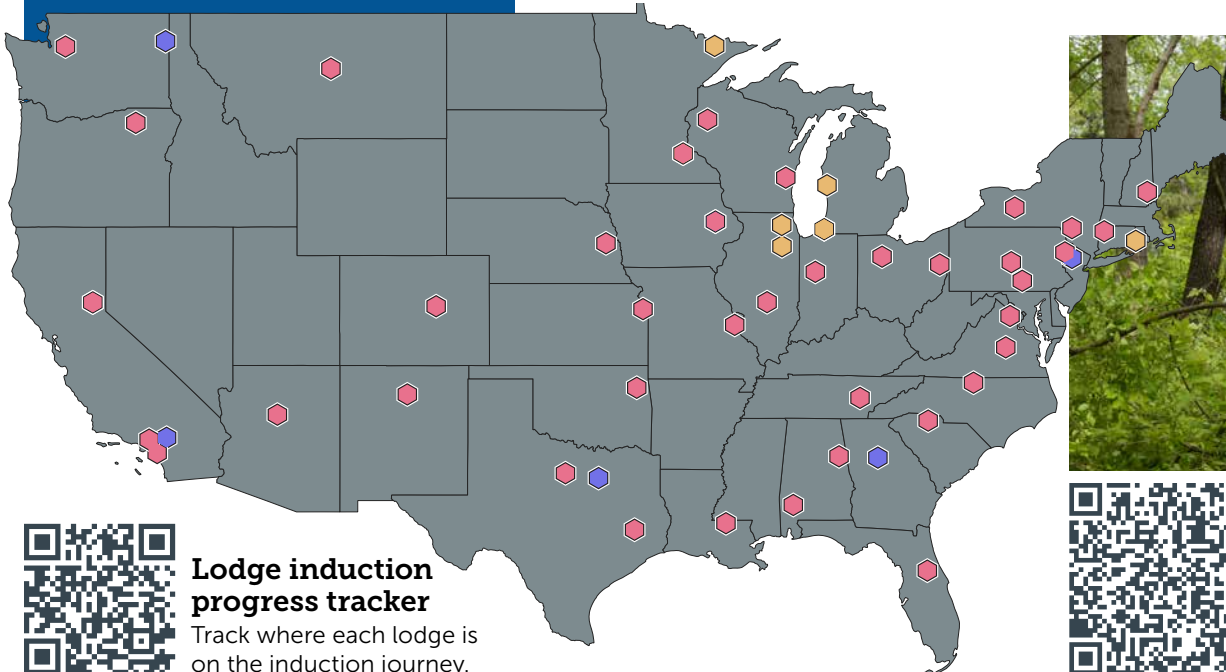 Lodge induction
progress tracker
Track where each lodge is
on the induction journey.